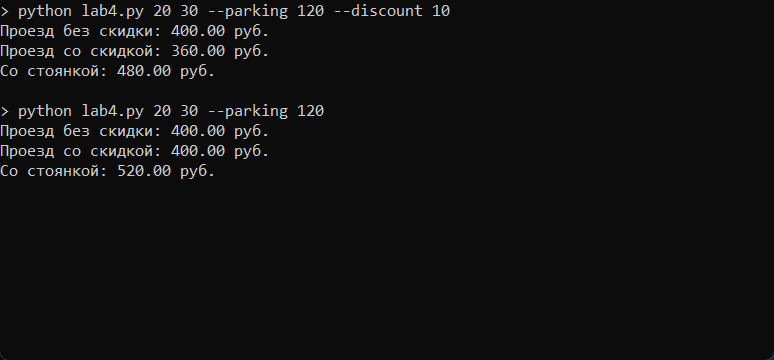 > python lab4.py 20 30 --parking 120 --discount 10
Проезд без скидки: 400.00 руб.
Проезд со скидкой: 360.00 руб.
Со стоянкой: 480.00 руб.
> python lab4.py 20 30 --parking 120
Проезд без скидки: 400.00 руб.
Проезд со скидкой: 400.00 руб.
Со стоянкой: 520.00 руб.